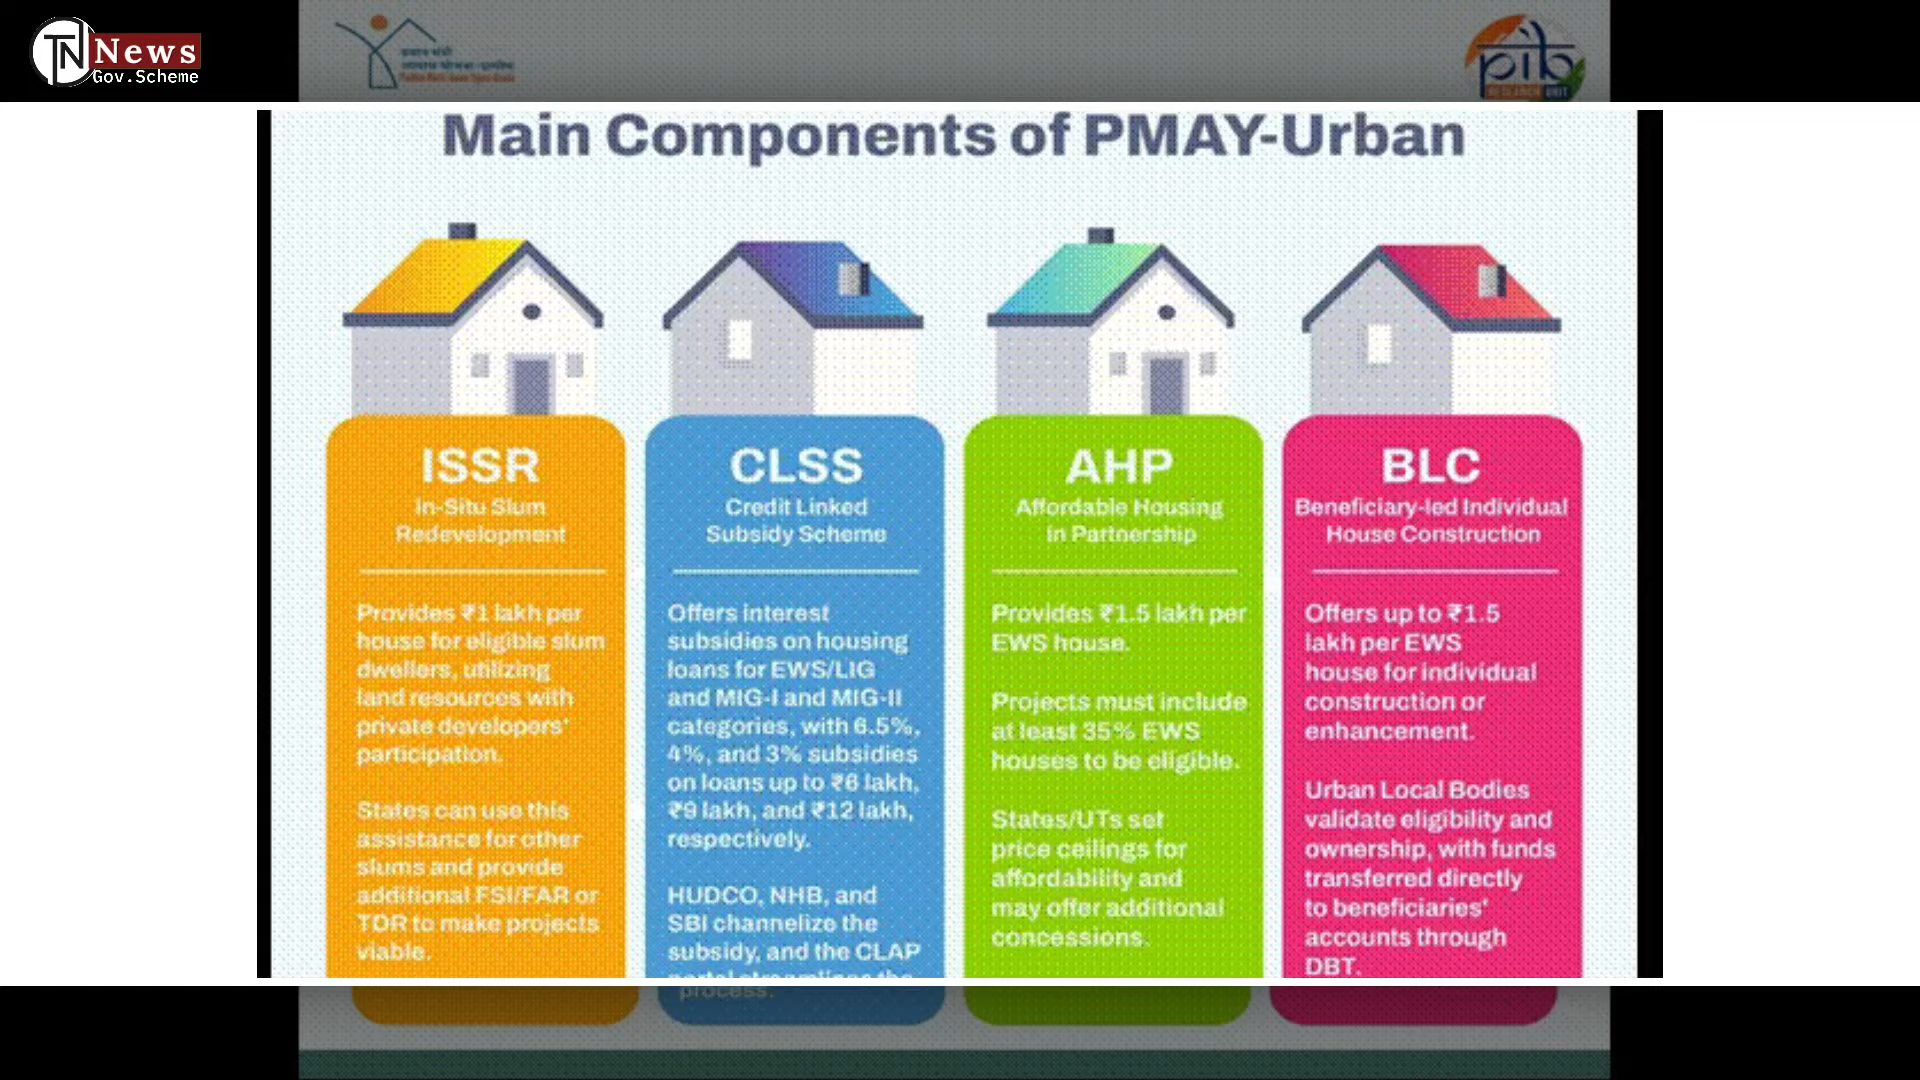 TN News
Gov.Scheme
pib
RESEARCH UNIT
Main Components of PMAY-Urban
ISSR
In-Situ Slum
Redevelopment
Provides ₹1 lakh per
house for eligible slum
dwellers, utilizing
land resources with
private developers'
participation.
States can use this
assistance for other
slums and provide
additional FSI/FAR or
TDR to make projects
viable.
CLSS
Credit Linked
Subsidy Scheme
Offers interest
subsidies on housing
loans for EWS/LIG
and MIG-I and MIG-II
categories, with 6.5%,
4%, and 3% subsidies
on loans up to ₹6 lakh,
₹9 lakh, and ₹12 lakh,
respectively.
HUDCO, NHB, and
SBI channelize the
subsidy, and the CLAP
portal streamlines the
process.
AHP
Affordable Housing
in Partnership
Provides ₹1.5 lakh per
EWS house.
Projects must include
at least 35% EWS
houses to be eligible.
States/UTs set
price ceilings for
affordability and
may offer additional
concessions.
BLC
Beneficiary-led Individual
House Construction
Offers up to ₹1.5
lakh per EWS
house for individual
construction or
enhancement.
Urban Local Bodies
validate eligibility and
ownership, with funds
transferred directly
to beneficiaries'
accounts through
DBT.